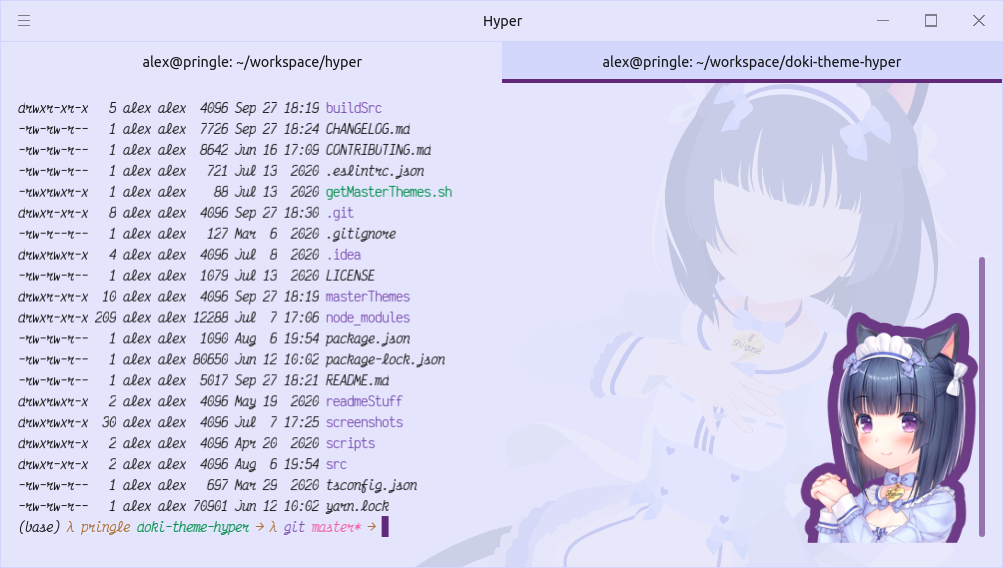 Hyper
alex@pringle: ~/workspace/hyper
alex@pringle: ~/workspace/doki-theme-hyper
drwxr-xr-x 5 alex alex 4096 Sep 27 18:19 buildSrc
-rw-rw-r-- 1 alex alex 7726 Sep 27 18:24 CHANGELOG.md
-rw-rw-r-- 1 alex alex 8642 Jun 16 17:09 CONTRIBUTING.md
-rw-rw-r-- 1 alex alex 721 Jul 13 2020 .eslintrc.json
-rwxrwxr-x 1 alex alex 88 Jul 13 2020 getMasterThemes.sh
drwxr-xr-x 8 alex alex 4096 Sep 27 18:30 .git
-rw-r--r-- 1 alex alex 127 Mar 6 2020 .gitignore
drwxrwxr-x 4 alex alex 4096 Jul 8 2020 .idea
-rw-rw-r-- 1 alex alex 1079 Jul 13 2020 LICENSE
drwxr-xr-x 10 alex alex 4096 Sep 27 18:19 masterThemes
drwxr-xr-x 209 alex alex 12288 Jul 7 17:06 node_modules
-rw-rw-r-- 1 alex alex 1090 Aug 6 19:54 package.json
-rw-rw-r-- 1 alex alex 80650 Jun 12 10:02 package-lock.json
-rw-rw-r-- 1 alex alex 5017 Sep 27 18:21 README.md
drwxrwxr-x 2 alex alex 4096 May 19 2020 readmeStuff
drwxrwxr-x 30 alex alex 4096 Jul 7 17:25 screenshots
drwxrwxr-x 2 alex alex 4096 Apr 20 2020 scripts
drwxr-xr-x 2 alex alex 4096 Aug 6 19:54 src
-rw-rw-r-- 1 alex alex 697 Mar 29 2020 tsconfig.json
-rw-rw-r-- 1 alex alex 70901 Jun 12 10:02 yarn.lock
(base) λ pringle doki-theme-hyper → λ git master* →